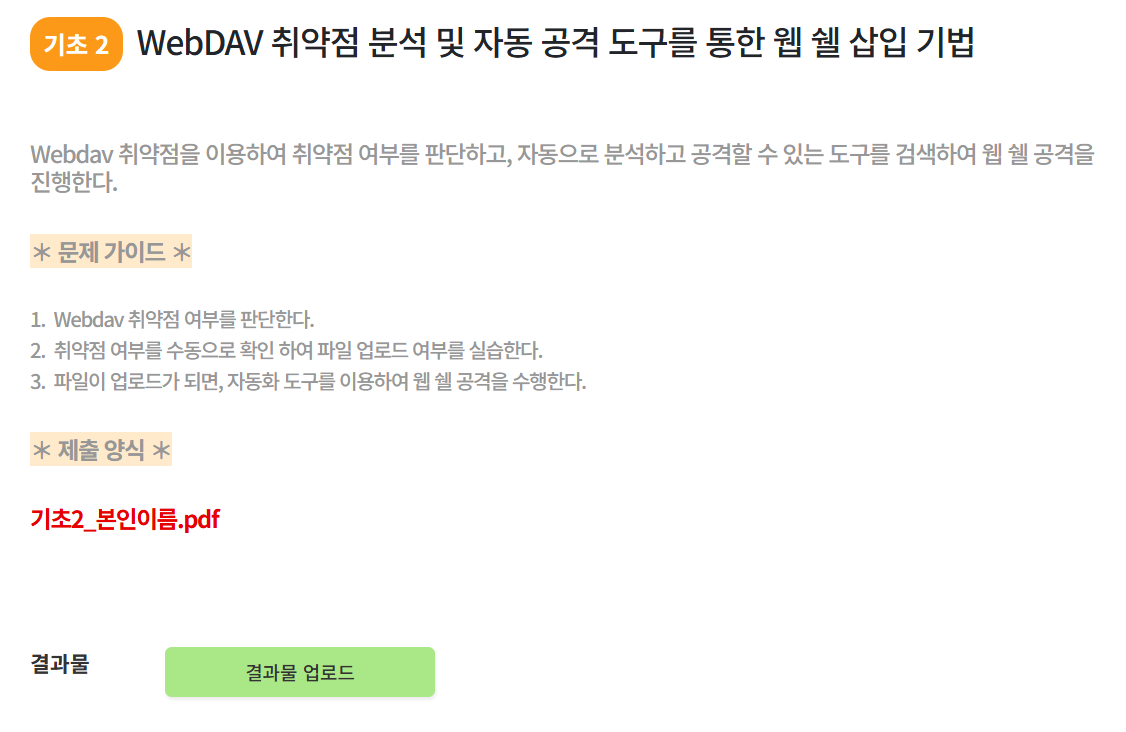 기초 2 WebDAV 취약점 분석 및 자동 공격 도구를 통한 웹 쉘 삽입 기법
Webdav 취약점을 이용하여 취약점 여부를 판단하고, 자동으로 분석하고 공격할 수 있는 도구를 검색하여 웹 쉘 공격을
진행한다.
* 문제 가이드 *
1. Webdav 취약점 여부를 판단한다.
2. 취약점 여부를 수동으로 확인 하여 파일 업로드 여부를 실습한다.
3. 파일이 업로드가 되면, 자동화 도구를 이용하여 웹 쉘 공격을 수행한다.
* 제출 양식 *
기초2_본인이름.pdf
결과물 결과물 업로드